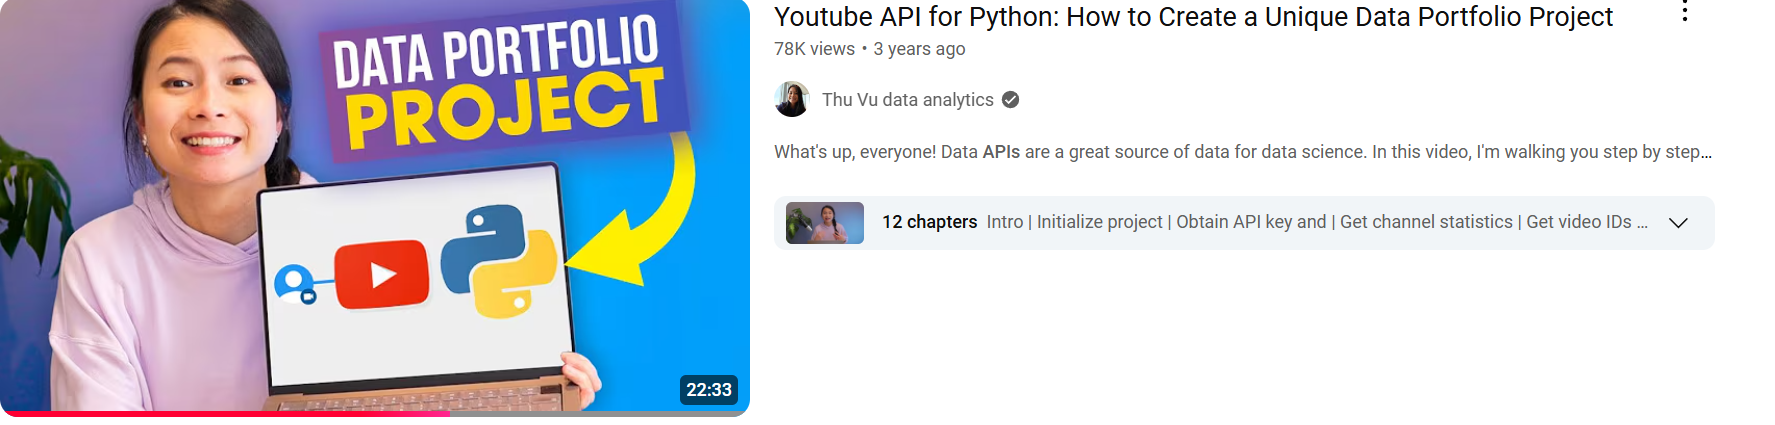 DATA PORTFOLIO
PROJECT
22:33
Youtube API for Python: How to Create a Unique Data Portfolio Project
78K views • 3 years ago
Thu Vu data analytics
What's up, everyone! Data APIs are a great source of data for data science. In this video, I'm walking you step by step...
12 chapters Intro | Initialize project | Obtain API key and | Get channel statistics | Get video IDs ...